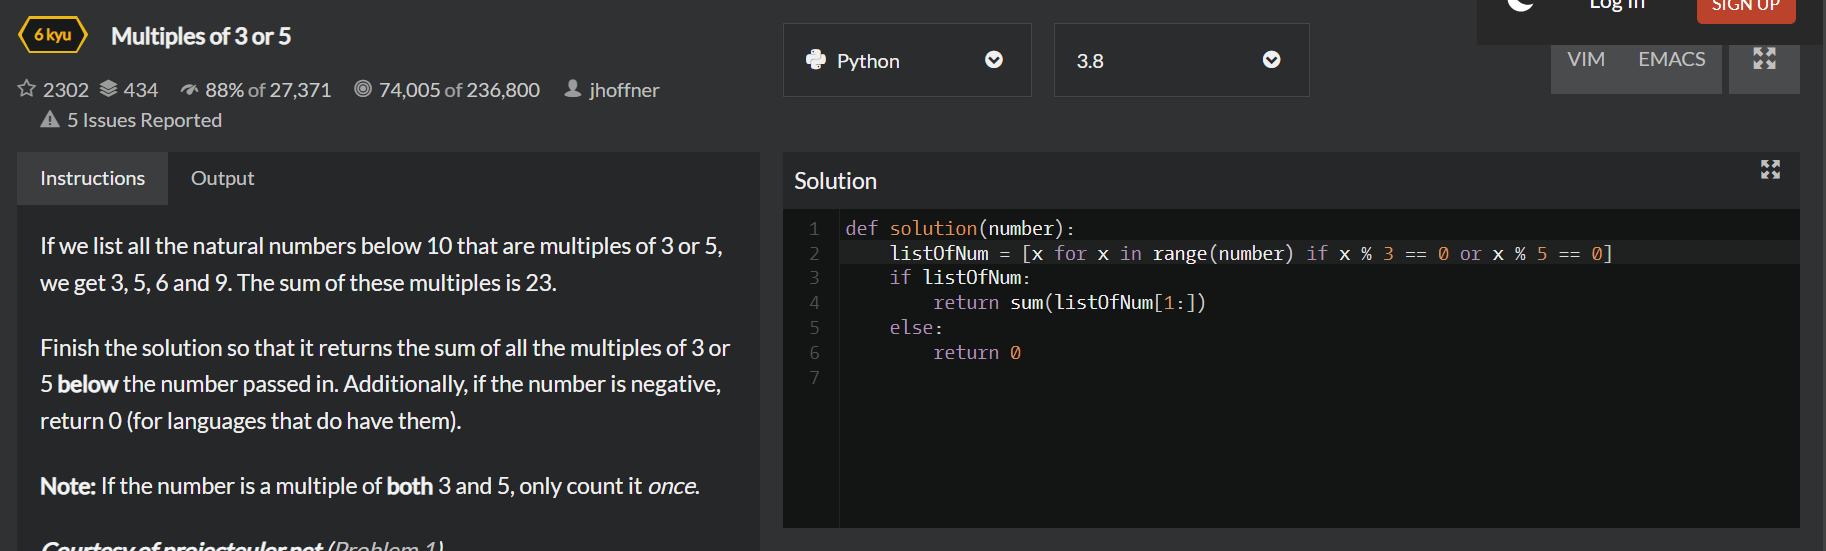 6 kyu
Multiples of 3 or 5
2302 434 88% of 27,371 74,005 of 236,800 jhoffner
5 Issues Reported
Python
3.8
Log In
SIGN UP
VIM EMACS
Instructions Output
If we list all the natural numbers below 10 that are multiples of 3 or 5,
we get 3, 5, 6 and 9. The sum of these multiples is 23.
Finish the solution so that it returns the sum of all the multiples of 3 or
5 below the number passed in. Additionally, if the number is negative,
return 0 (for languages that do have them).
Note: If the number is a multiple of both 3 and 5, only count it once.
Courtesy of projecteuler.net (Problem 1)
Solution
1 def solution(number):
2     listOfNum = [x for x in range(number) if x % 3 == 0 or x % 5 == 0]
3     if listOfNum:
4         return sum(listOfNum[1:])
5     else:
6         return 0
7